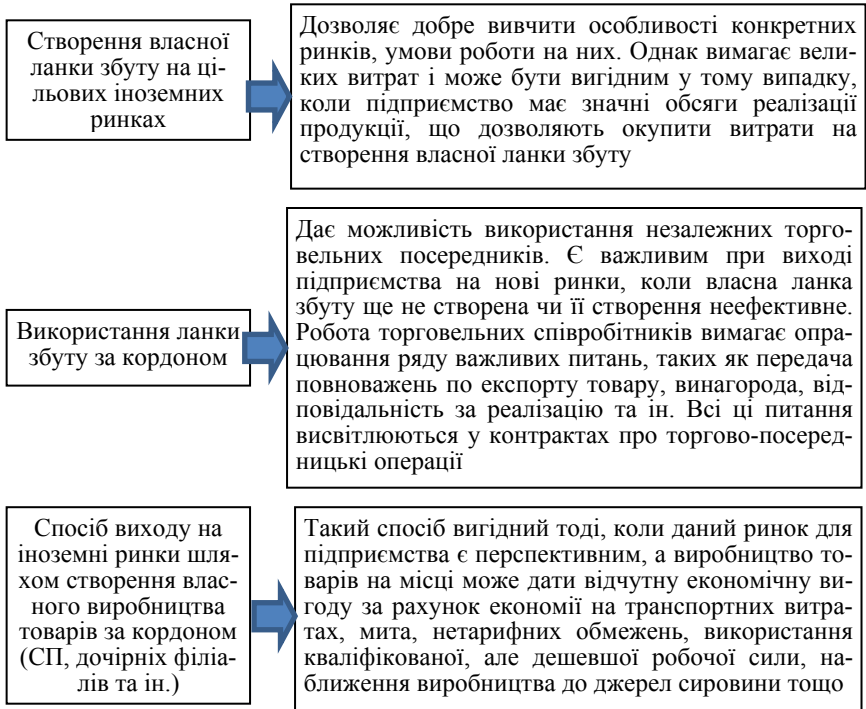 Створення власної
ланки збуту на ці-
льових іноземних
ринках
Дозволяє добре вивчити особливості конкретних
ринків, умови роботи на них. Однак вимагає вели-
ких витрат і може бути вигідним у тому випадку,
коли підприємство має значні обсяги реалізації
продукції, що дозволяють окупити витрати на
створення власної ланки збуту
Використання ланки
збуту за кордоном
Дає можливість використання незалежних торго-
вельних посередників. Є важливим при виході
підприємства на нові ринки, коли власна ланка
збуту ще не створена чи її створення неефективне.
Робота торговельних співробітників вимагає опра-
цювання ряду важливих питань, таких як передача
повноважень по експорту товару, винагорода, від-
повідальність за реалізацію та ін. Всі ці питання
висвітлюються у контрактах про торгово-посеред-
ницькі операції
Спосіб виходу на
іноземні ринки шля-
хом створення влас-
ного виробництва
товарів за кордоном
(СП, дочірніх філіа-
лів та ін.)
Такий спосіб вигідний тоді, коли даний ринок для
підприємства є перспективним, а виробництво то-
варів на місці може дати відчутну економічну ви-
году за рахунок економії на транспортних витра-
тах, мита, нетарифних обмежень, використання
кваліфікованої, але дешевшої робочої сили, на-
ближення виробництва до джерел сировини тощо